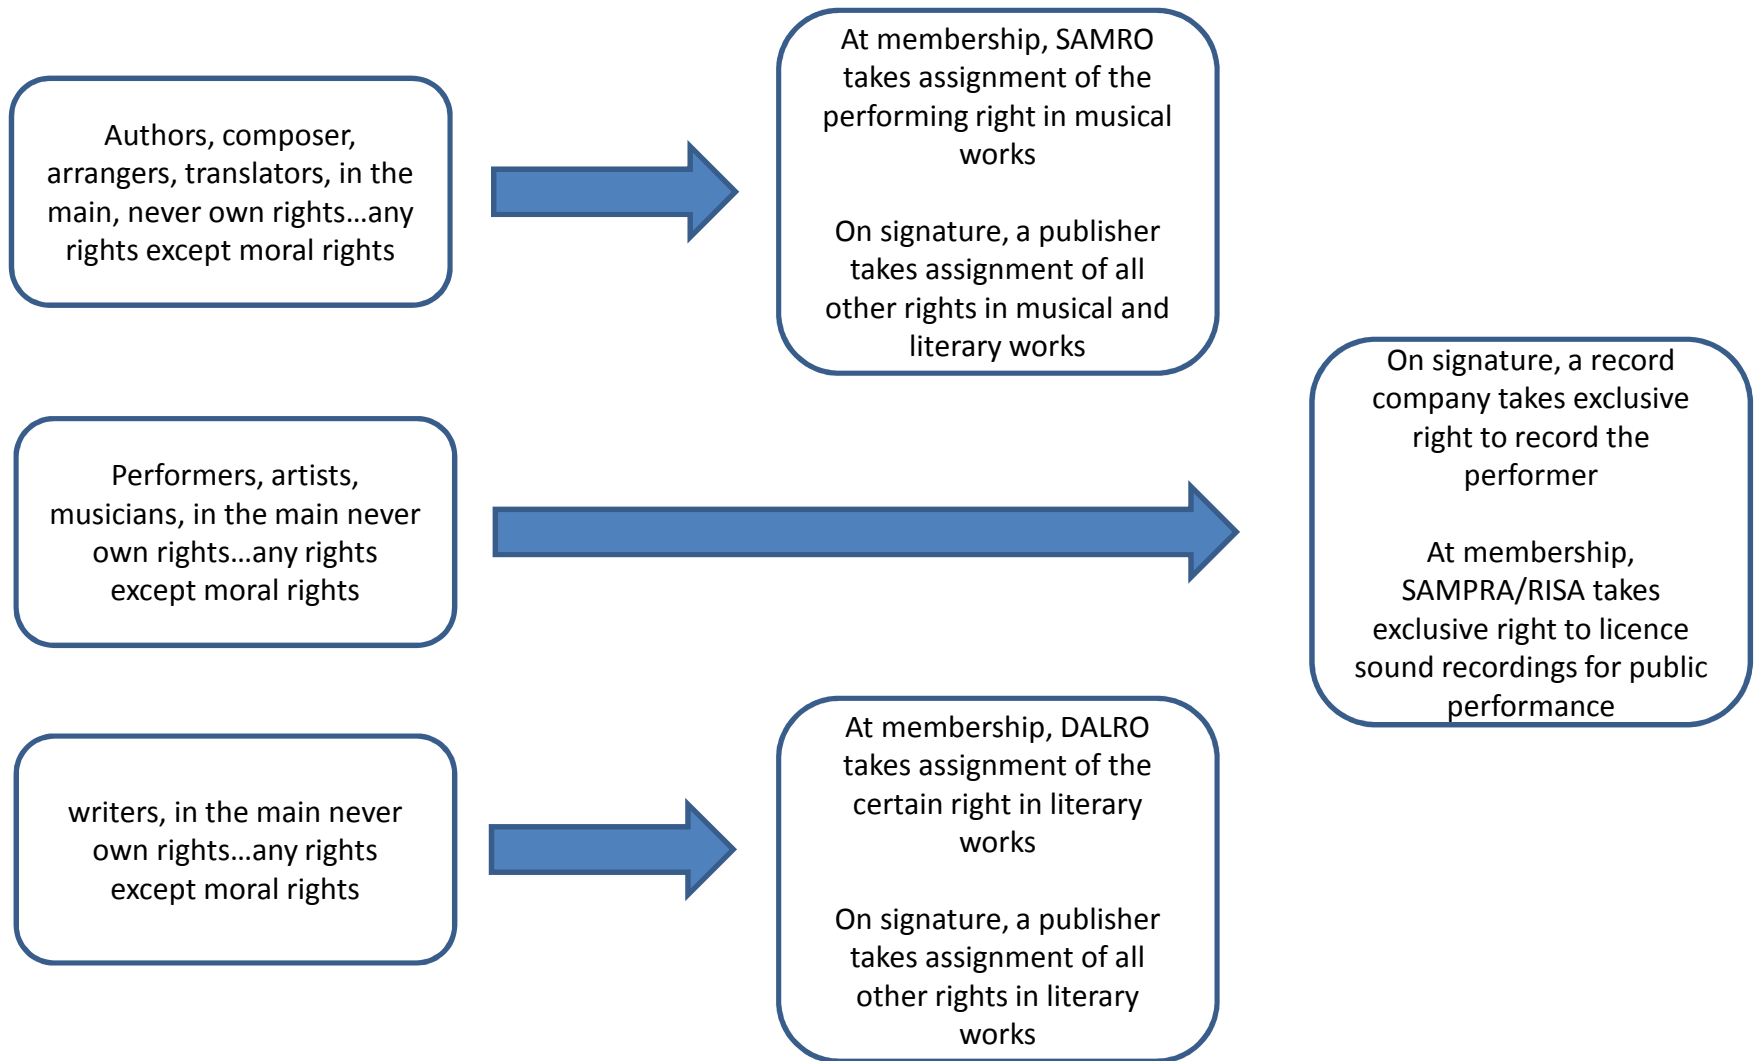 Authors, composer,
arrangers, translators, in the
main, never own rights...any
rights except moral rights
At membership, SAMRO
takes assignment of the
performing right in musical
works
On signature, a publisher
takes assignment of all
other rights in musical and
literary works
Performers, artists,
musicians, in the main never
own rights...any rights
except moral rights
On signature, a record
company takes exclusive
right to record the
performer
At membership,
SAMPRA/RISA takes
exclusive right to licence
sound recordings for public
performance
writers, in the main never
own rights...any rights
except moral rights
At membership, DALRO
takes assignment of the
certain right in literary
works
On signature, a publisher
takes assignment of all
other rights in literary
works